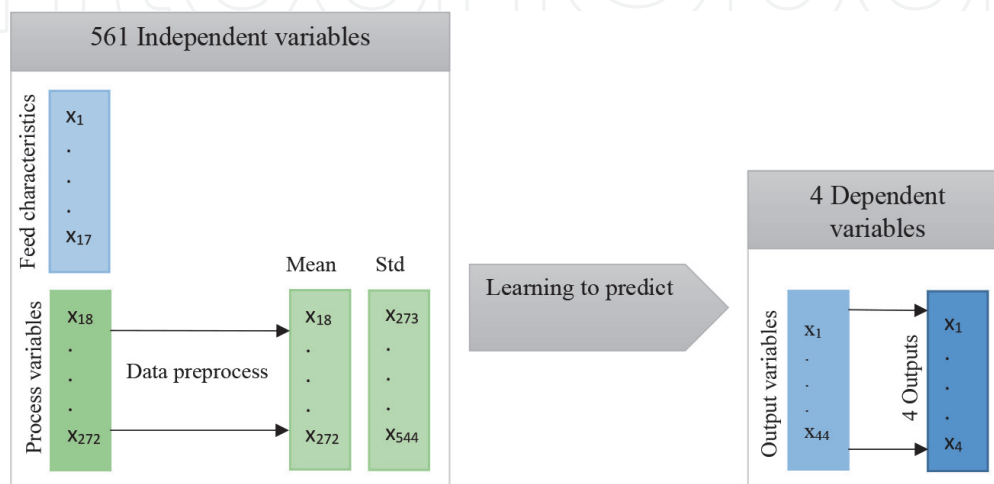 561 Independent variables
Feed characteristics
x1
.
.
.
x17
Process variables
x18
.
.
.
x272
Data preprocess
Mean
x18
.
.
.
x272
Std
x273
.
.
.
x544
Learning to predict
4 Dependent
variables
Output variables
x1
.
.
.
x44
4 Outputs
x1
.
.
.
x4